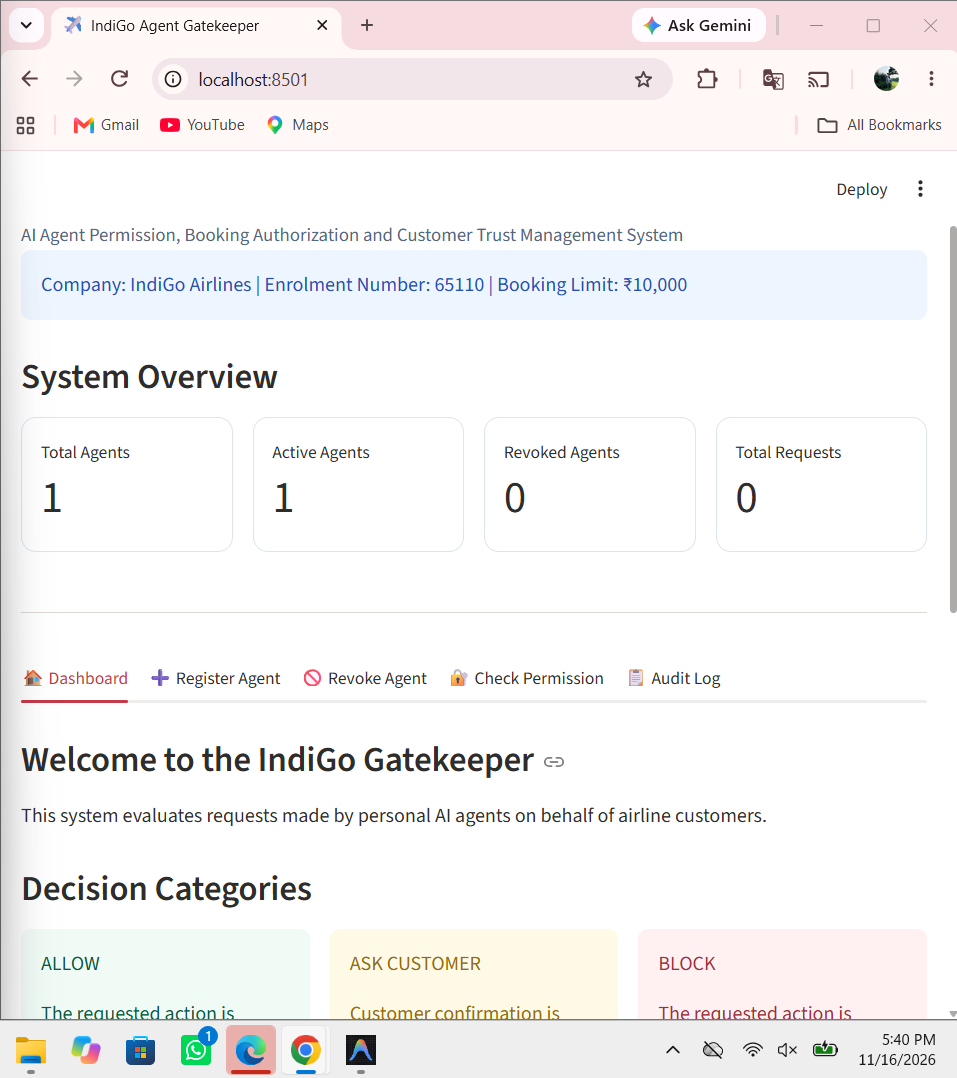 IndiGo Agent Gatekeeper
Ask Gemini
localhost:8501
Gmail
YouTube
Maps
All Bookmarks
Deploy
AI Agent Permission, Booking Authorization and Customer Trust Management System
Company: IndiGo Airlines | Enrolment Number: 65110 | Booking Limit: ₹10,000
System Overview
Total Agents
1
Active Agents
1
Revoked Agents
0
Total Requests
0
Dashboard
Register Agent
Revoke Agent
Check Permission
Audit Log
Welcome to the IndiGo Gatekeeper
This system evaluates requests made by personal AI agents on behalf of airline customers.
Decision Categories
ALLOW
The requested action is
ASK CUSTOMER
Customer confirmation is
BLOCK
The requested action is
1
5:40 PM
11/16/2026